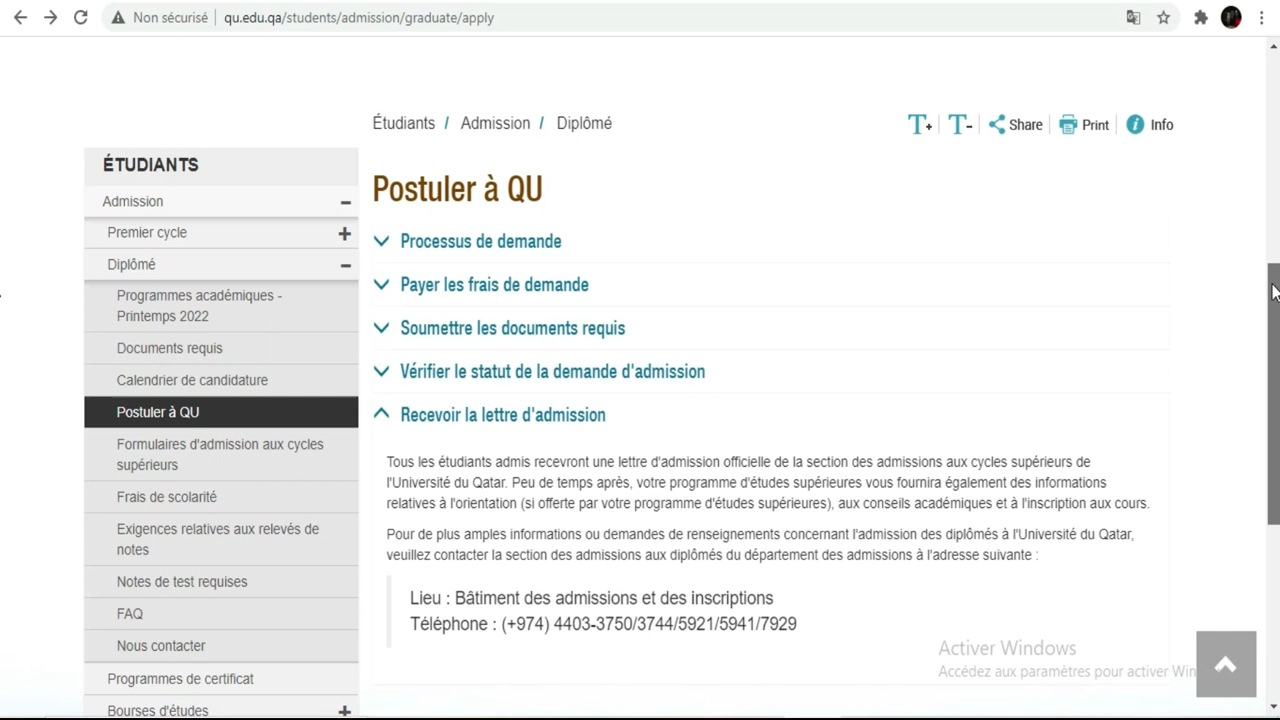 Non sécurisé
qu.edu.qa/students/admission/graduate/apply
Étudiants / Admission / Diplômé
T+ T- Share Print Info
ÉTUDIANTS
Admission
Premier cycle
Diplômé
Programmes académiques -
Printemps 2022
Documents requis
Calendrier de candidature
Postuler à QU
Formulaires d'admission aux cycles
supérieurs
Frais de scolarité
Exigences relatives aux relevés de
notes
Notes de test requises
FAQ
Nous contacter
Programmes de certificat
Bourses d'études
Postuler à QU
Processus de demande
Payer les frais de demande
Soumettre les documents requis
Vérifier le statut de la demande d'admission
Recevoir la lettre d'admission
Tous les étudiants admis recevront une lettre d'admission officielle de la section des admissions aux cycles supérieurs de
l'Université du Qatar. Peu de temps après, votre programme d'études supérieures vous fournira également des informations
relatives à l'orientation (si offerte par votre programme d'études supérieures), aux conseils académiques et à l'inscription aux cours.
Pour de plus amples informations ou demandes de renseignements concernant l'admission des diplômés à l'Université du Qatar,
veuillez contacter la section des admissions aux diplômés du département des admissions à l'adresse suivante :
Lieu : Bâtiment des admissions et des inscriptions
Téléphone : (+974) 4403-3750/3744/5921/5941/7929
Activer Windows
Accédez aux paramètres pour activer Win